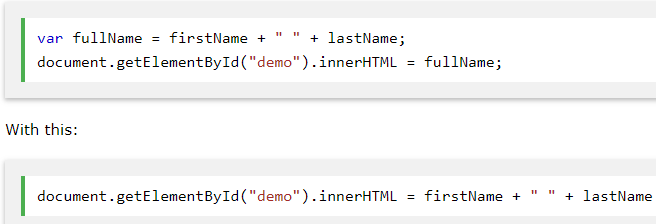 var fullName = firstName + " " + lastName;
document.getElementById("demo").innerHTML = fullName;
With this:
document.getElementById("demo").innerHTML = firstName + " " + lastName